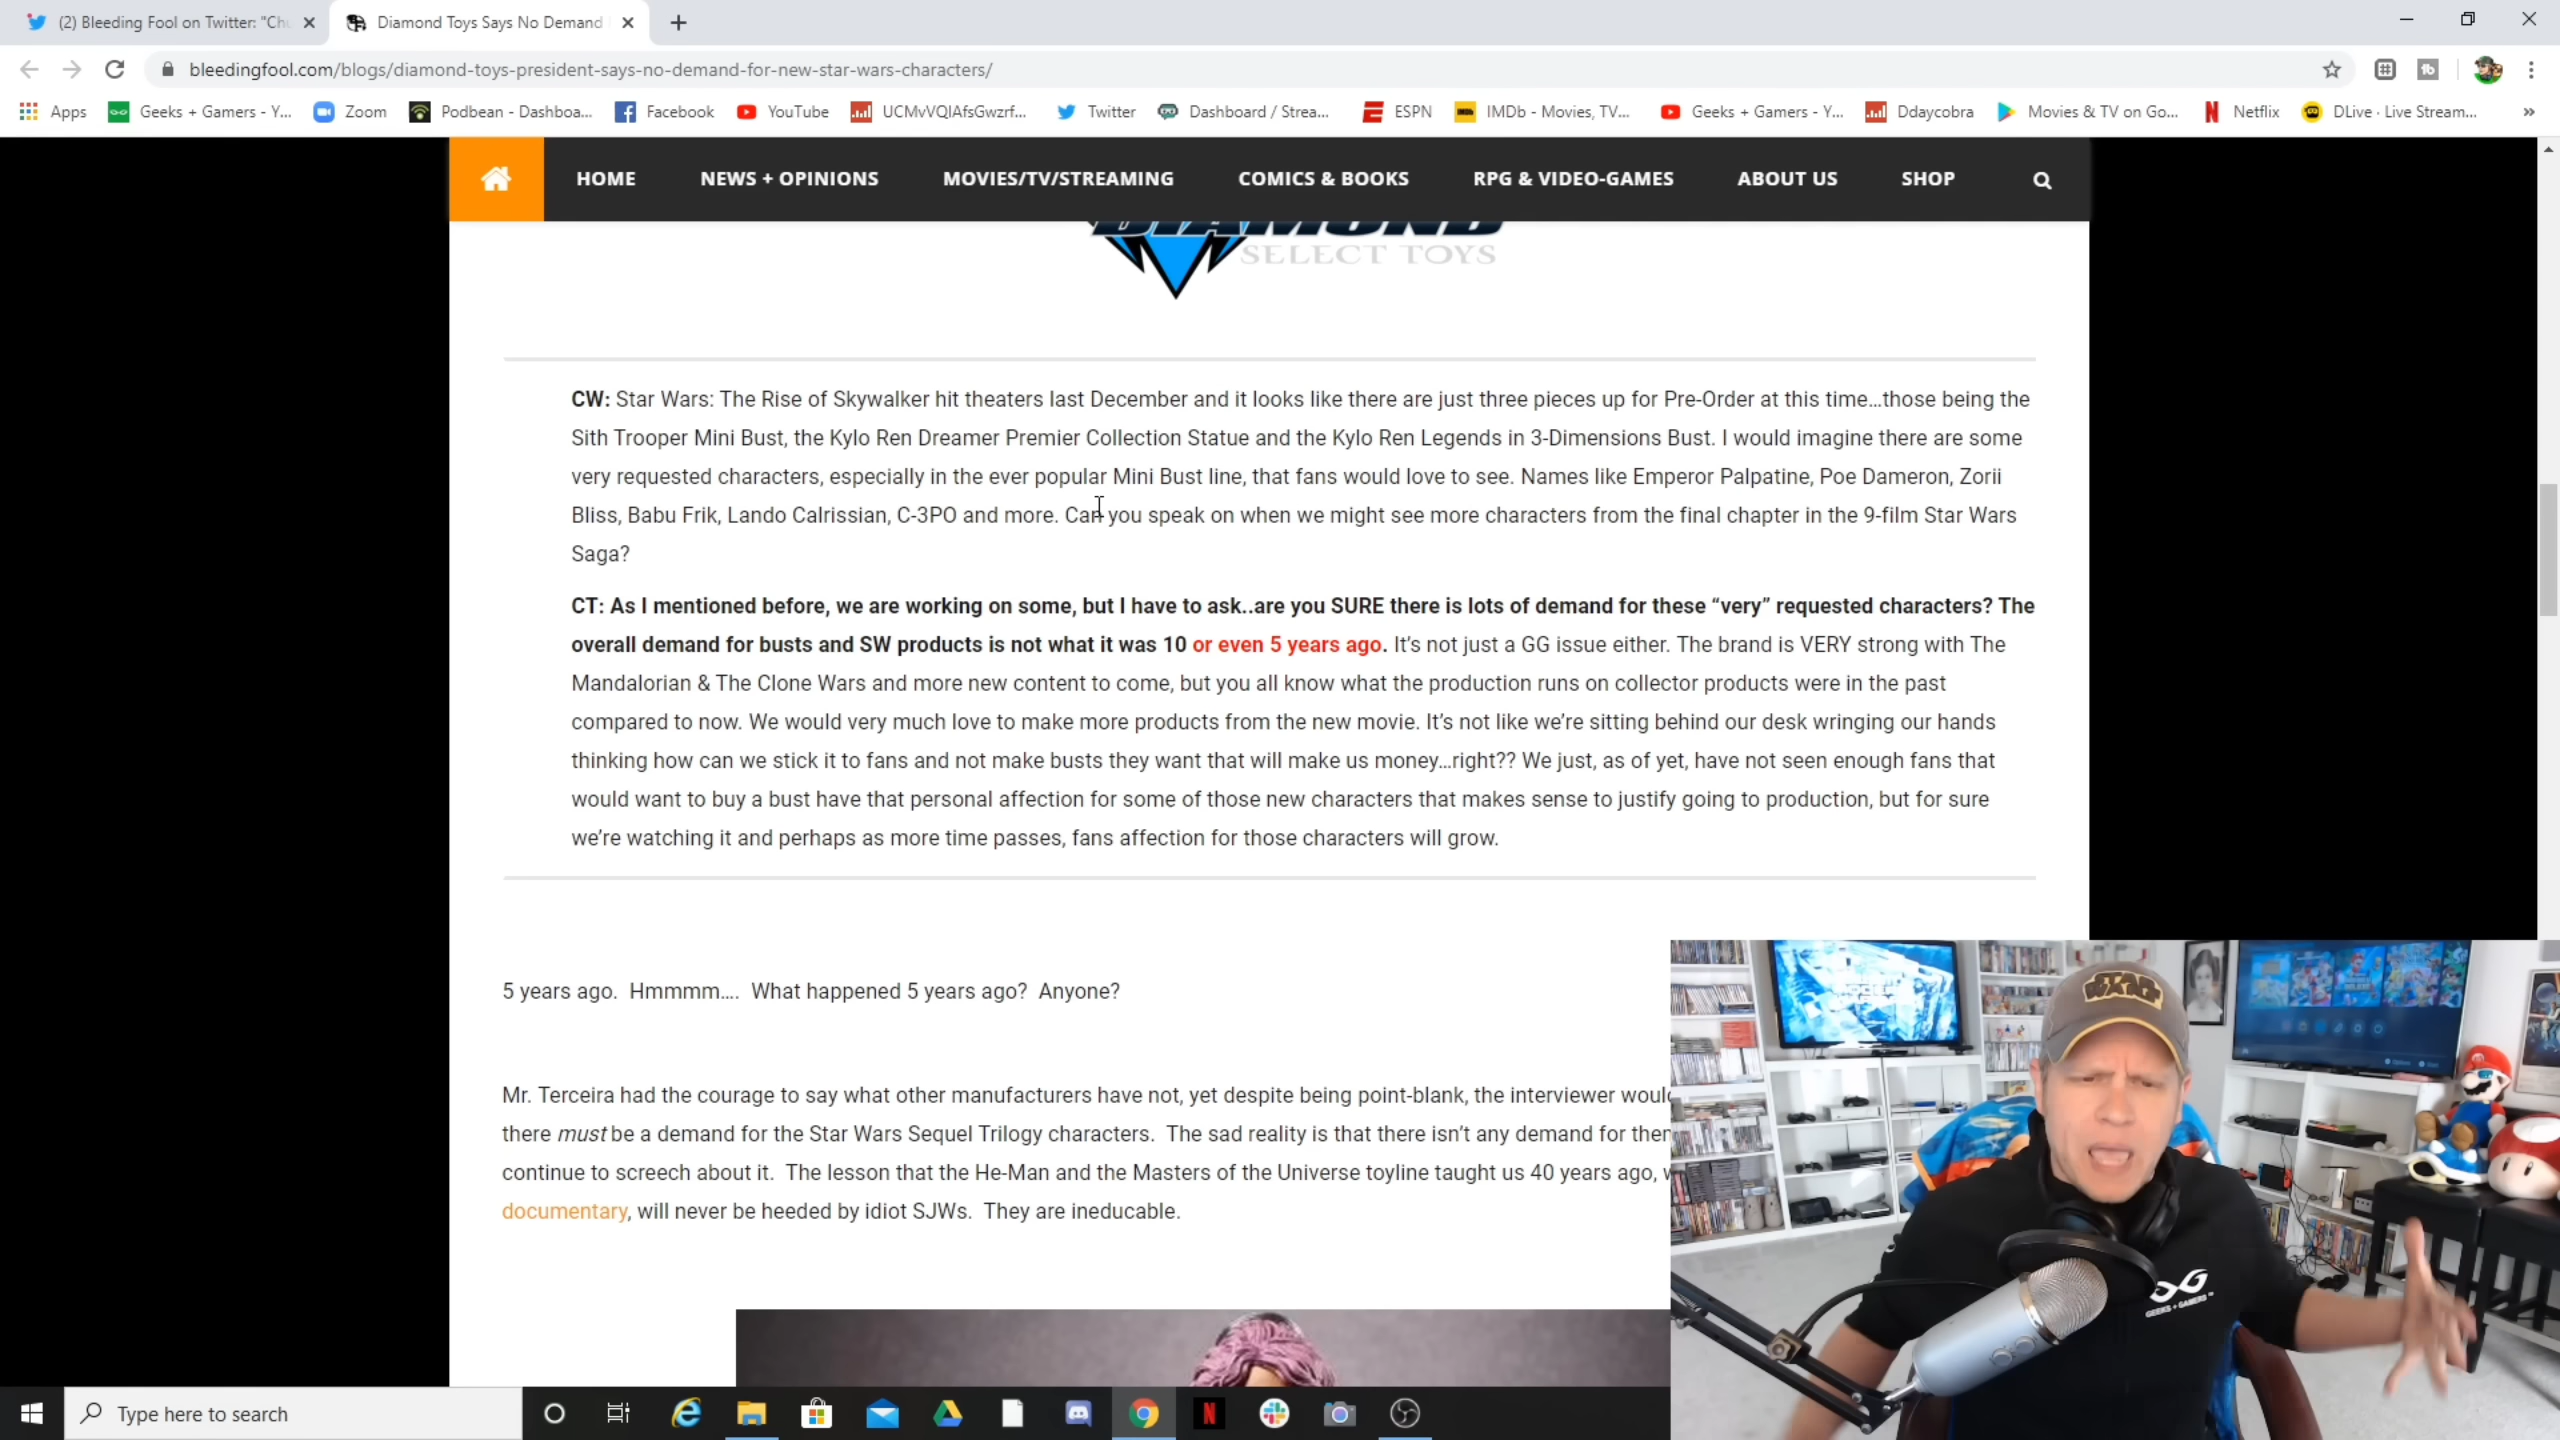 (2) Bleeding Fool on Twitter: "Chu
Diamond Toys Says No Demand
bleedingfool.com/blogs/diamond-toys-president-says-no-demand-for-new-star-wars-characters/
Apps Geeks + Gamers - Y... Zoom Podbean - Dashboa... Facebook YouTube UCMvVQIAfsGwzrf... Twitter Dashboard / Strea... ESPN IMDb - Movies, TV... Geeks + Gamers - Y... Ddaycobra Movies & TV on Go... Netflix DLive · Live Stream... »
HOME NEWS + OPINIONS MOVIES/TV/STREAMING COMICS & BOOKS RPG & VIDEO-GAMES ABOUT US SHOP
DIAMOND
SELECT TOYS
CW: Star Wars: The Rise of Skywalker hit theaters last December and it looks like there are just three pieces up for Pre-Order at this time…those being the
Sith Trooper Mini Bust, the Kylo Ren Dreamer Premier Collection Statue and the Kylo Ren Legends in 3-Dimensions Bust. I would imagine there are some
very requested characters, especially in the ever popular Mini Bust line, that fans would love to see. Names like Emperor Palpatine, Poe Dameron, Zorii
Bliss, Babu Frik, Lando Calrissian, C-3PO and more. Can you speak on when we might see more characters from the final chapter in the 9-film Star Wars
Saga?
CT: As I mentioned before, we are working on some, but I have to ask..are you SURE there is lots of demand for these “very” requested characters? The
overall demand for busts and SW products is not what it was 10 or even 5 years ago. It’s not just a GG issue either. The brand is VERY strong with The
Mandalorian & The Clone Wars and more new content to come, but you all know what the production runs on collector products were in the past
compared to now. We would very much love to make more products from the new movie. It’s not like we’re sitting behind our desk wringing our hands
thinking how can we stick it to fans and not make busts they want that will make us money…right?? We just, as of yet, have not seen enough fans that
would want to buy a bust have that personal affection for some of those new characters that makes sense to justify going to production, but for sure
we’re watching it and perhaps as more time passes, fans affection for those characters will grow.
5 years ago.  Hmmmm….  What happened 5 years ago?  Anyone?
Mr. Terceira had the courage to say what other manufacturers have not, yet despite being point-blank, the interviewer would
there must be a demand for the Star Wars Sequel Trilogy characters.  The sad reality is that there isn’t any demand for
continue to screech about it.  The lesson that the He-Man and the Masters of the Universe toyline taught us 40 years ago,
documentary, will never be heeded by idiot SJWs.  They are ineducable.
STAR WARS
GEEKS + GAMERS
Type here to search